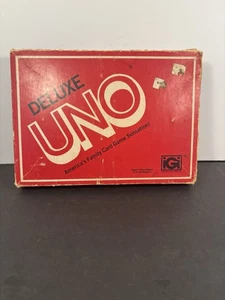 DELUXE
UNO
America's Family Card Game Sensation!
IGI